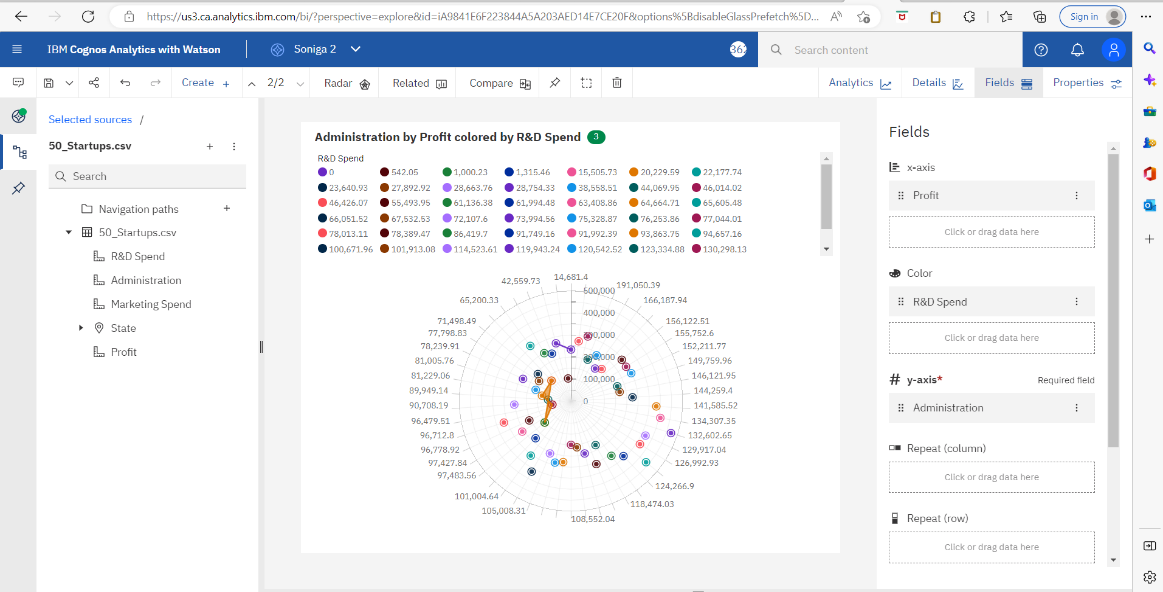 https://us3.ca.analytics.ibm.com/bi/?perspective=explore&id=iA9841E6F223844A5A203AED14E7CE20F&options%5BdisableGlassPrefetch%5D...
Sign in
IBM Cognos Analytics with Watson
Soniga 2
Search content
Create +
2/2
Radar
Related
Compare
Analytics
Details
Fields
Properties
Selected sources /
50_Startups.csv
Search
Navigation paths
50_Startups.csv
R&D Spend
Administration
Marketing Spend
State
Profit
Administration by Profit colored by R&D Spend 3
R&D Spend
0 542.05 1,000.23 1,315.46 15,505.73 20,229.59 22,177.74
23,640.93 27,892.92 28,663.76 28,754.33 38,558.51 44,069.95 46,014.02
46,426.07 55,493.95 61,136.38 61,994.48 63,408.86 64,664.71 65,605.48
66,051.52 67,532.53 72,107.6 73,994.56 75,328.87 76,253.86 77,044.01
78,013.11 78,389.47 86,419.7 91,749.16 91,992.39 93,863.75 94,657.16
100,671.96 101,913.08 114,523.61 119,943.24 120,542.52 123,334.88 130,298.13
14,681.4
191,050.39
166,187.94
156,122.51
155,752.6
152,211.77
149,759.96
146,121.95
144,259.4
141,585.52
134,307.35
132,602.65
129,917.04
126,992.93
124,266.9
118,474.03
108,552.04
105,008.31
101,004.64
97,483.56
97,427.84
96,778.92
96,712.8
96,479.51
90,708.19
89,949.14
81,229.06
81,005.76
78,239.91
77,798.83
71,498.49
65,200.33
42,559.73
500,000
400,000
100,000
0
Fields
x-axis
Profit
Click or drag data here
Color
R&D Spend
Click or drag data here
y-axis* Required field
Administration
Repeat (column)
Click or drag data here
Repeat (row)
Click or drag data here